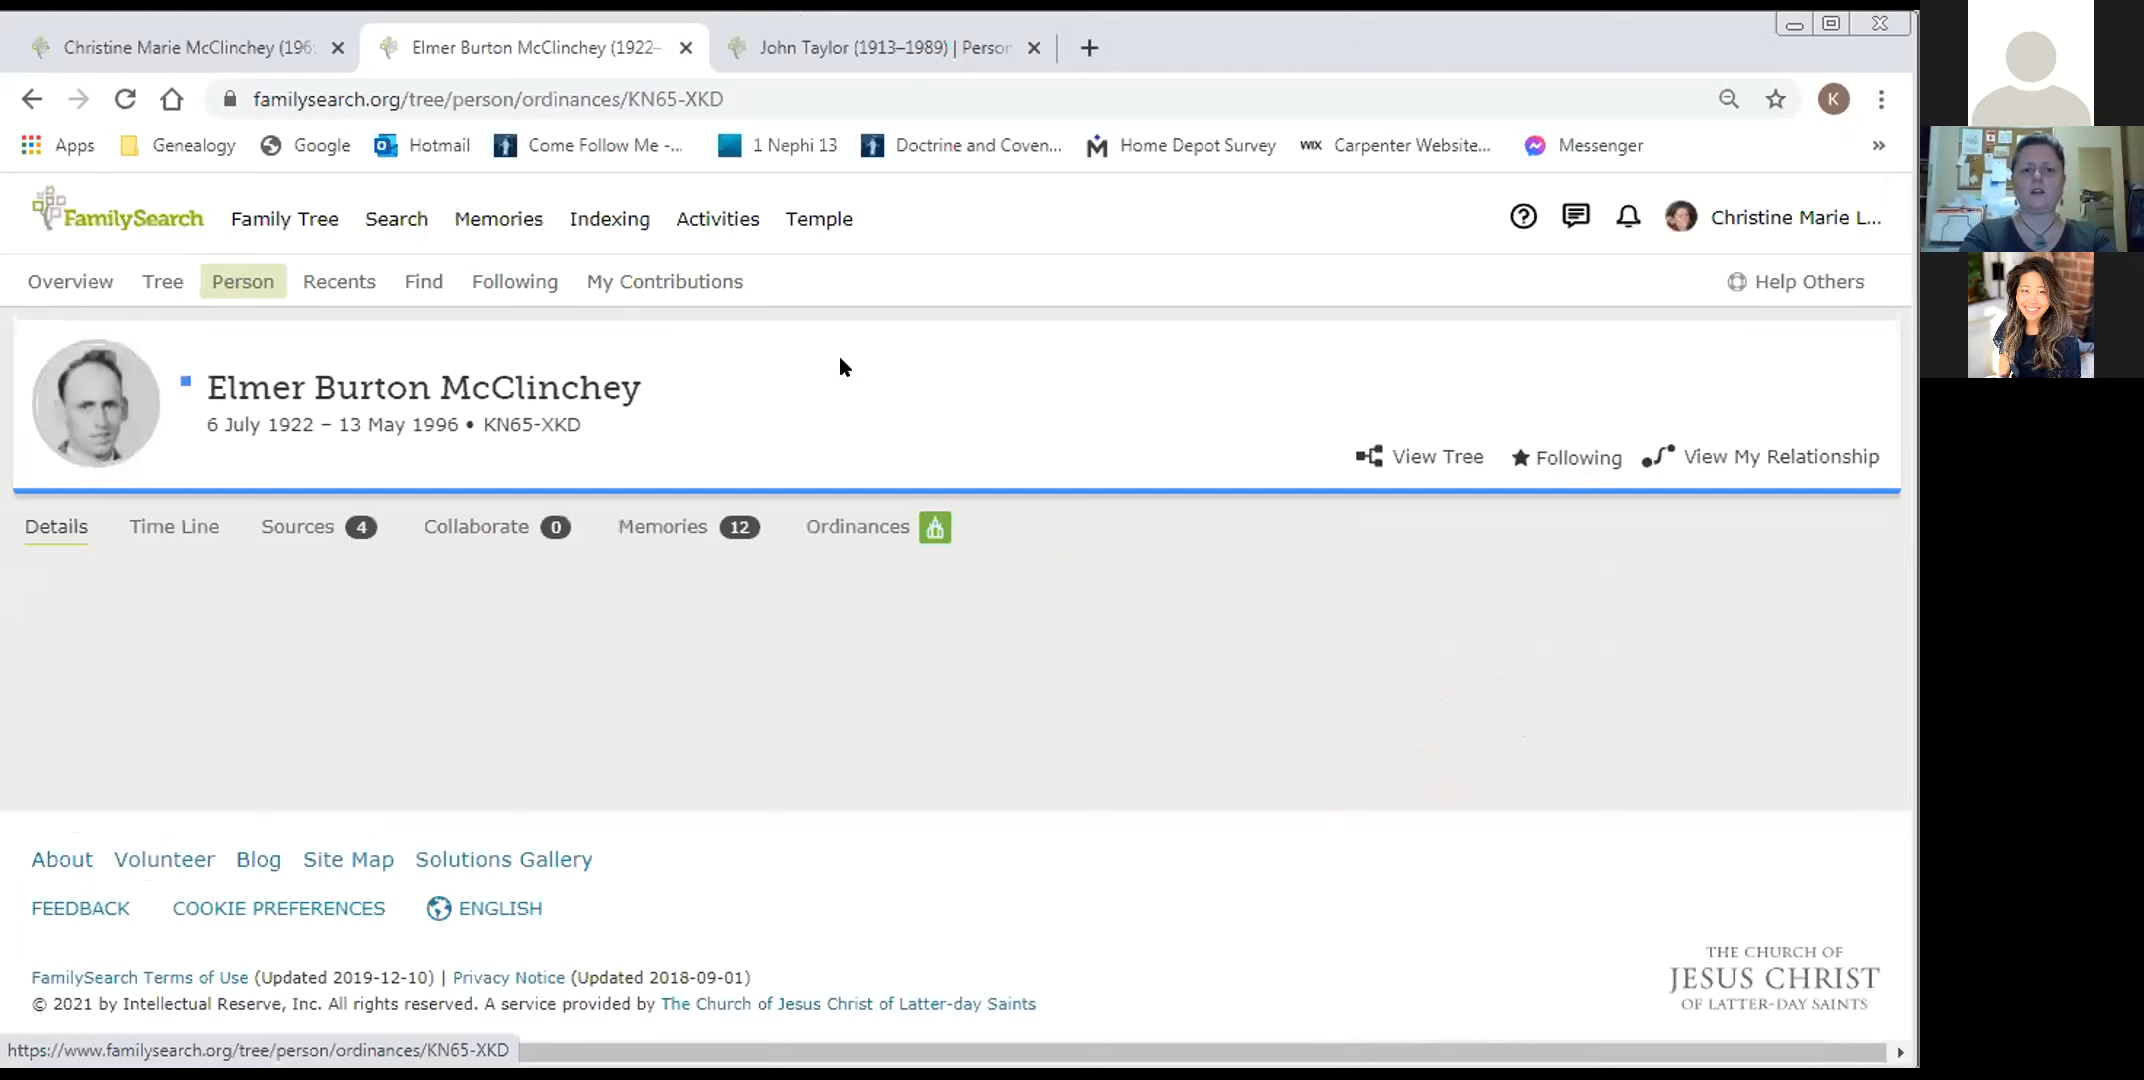 Christine Marie McClinchey (196
Elmer Burton McClinchey (1922–
John Taylor (1913–1989) | Person
familysearch.org/tree/person/ordinances/KN65-XKD
K
Apps
Genealogy
Google
Hotmail
Come Follow Me -...
1 Nephi 13
Doctrine and Coven...
Home Depot Survey
WIX Carpenter Website...
Messenger
»
FamilySearch
Family Tree
Search
Memories
Indexing
Activities
Temple
Christine Marie L...
Overview
Tree
Person
Recents
Find
Following
My Contributions
Help Others
Elmer Burton McClinchey
6 July 1922 – 13 May 1996 • KN65-XKD
View Tree
Following
View My Relationship
Details
Time Line
Sources 4
Collaborate 0
Memories 12
Ordinances
About
Volunteer
Blog
Site Map
Solutions Gallery
FEEDBACK
COOKIE PREFERENCES
ENGLISH
THE CHURCH OF
JESUS CHRIST
OF LATTER-DAY SAINTS
FamilySearch Terms of Use (Updated 2019-12-10) | Privacy Notice (Updated 2018-09-01)
© 2021 by Intellectual Reserve, Inc. All rights reserved. A service provided by The Church of Jesus Christ of Latter-day Saints
https://www.familysearch.org/tree/person/ordinances/KN65-XKD